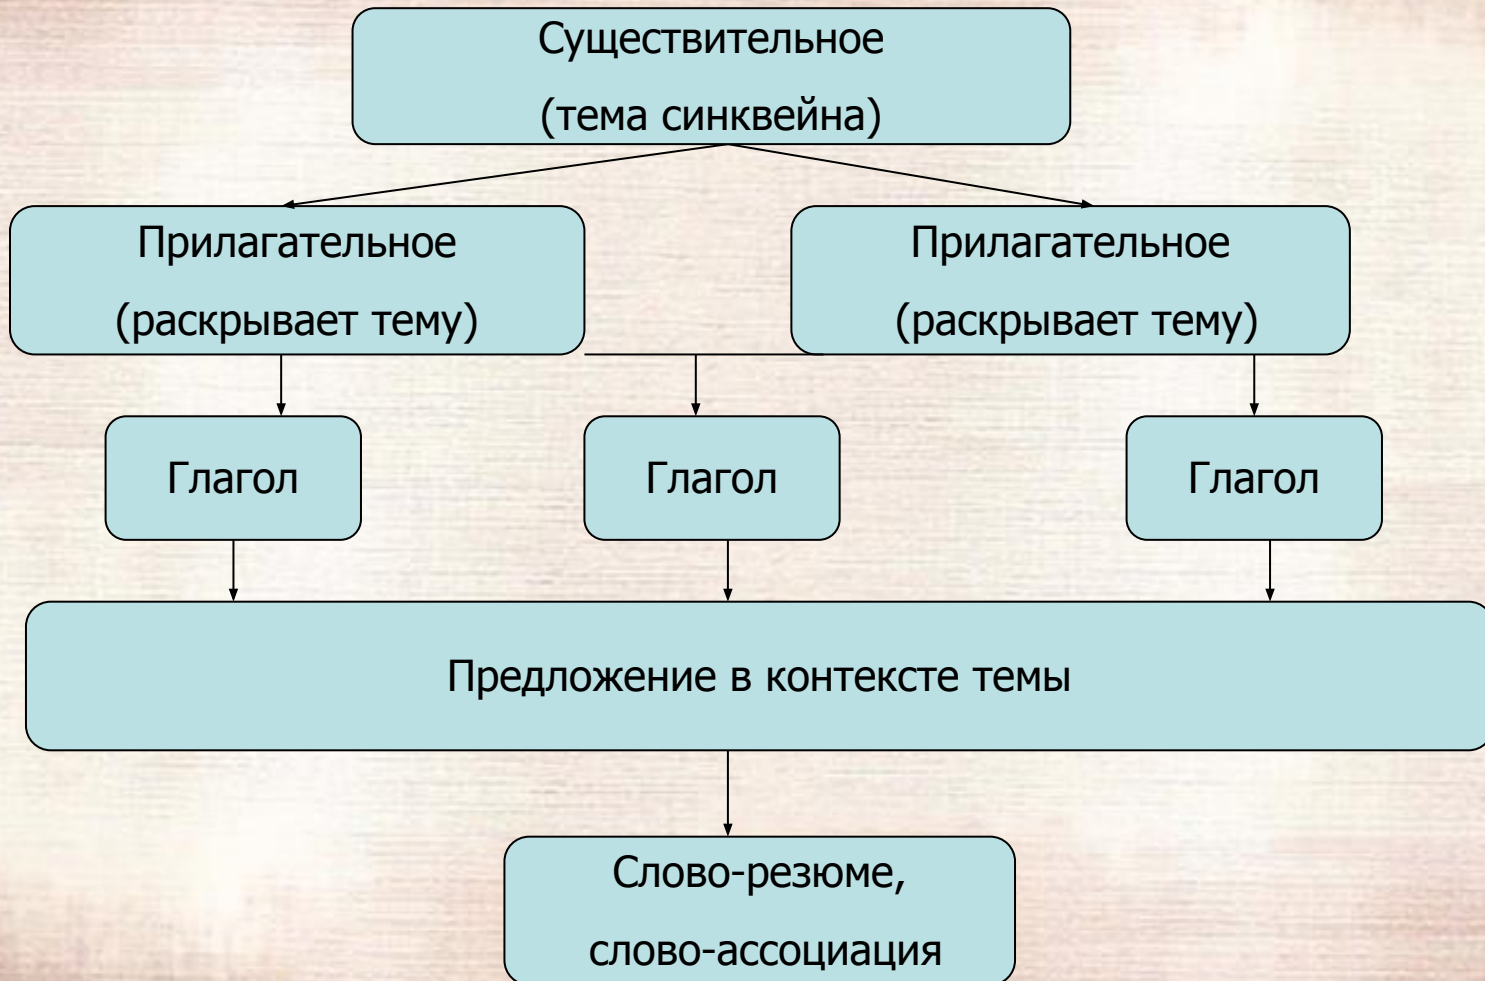 Существительное
(тема синквейна)
Прилагательное
(раскрывает тему)
Прилагательное
(раскрывает тему)
Глагол
Глагол
Глагол
Предложение в контексте темы
Слово-резюме,
слово-ассоциация